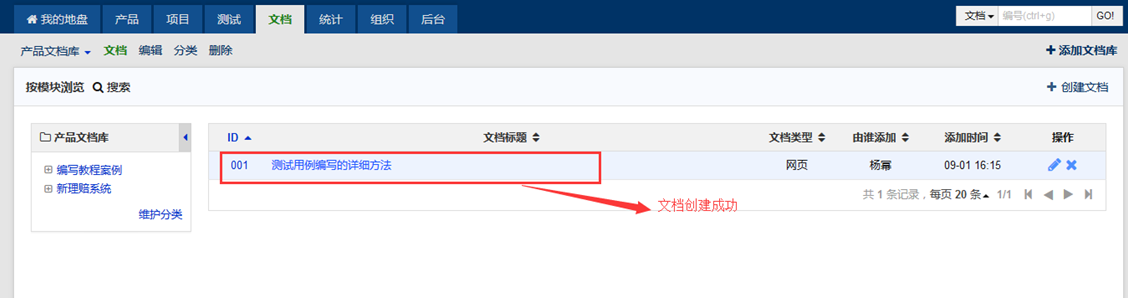 我的地盘 产品 项目 测试 文档 统计 组织 后台 文档 编号(ctrl+g) GO!
产品文档库 文档 编辑 分类 删除 添加文档库
按模块浏览 搜索 创建文档
产品文档库 ID 文档标题 文档类型 由谁添加 添加时间 操作
编写教程案例 001 测试用例编写的详细方法 网页 杨幂 09-01 16:15
新理赔系统 共 1 条记录，每页 20 条 1/1
维护分类 文档创建成功